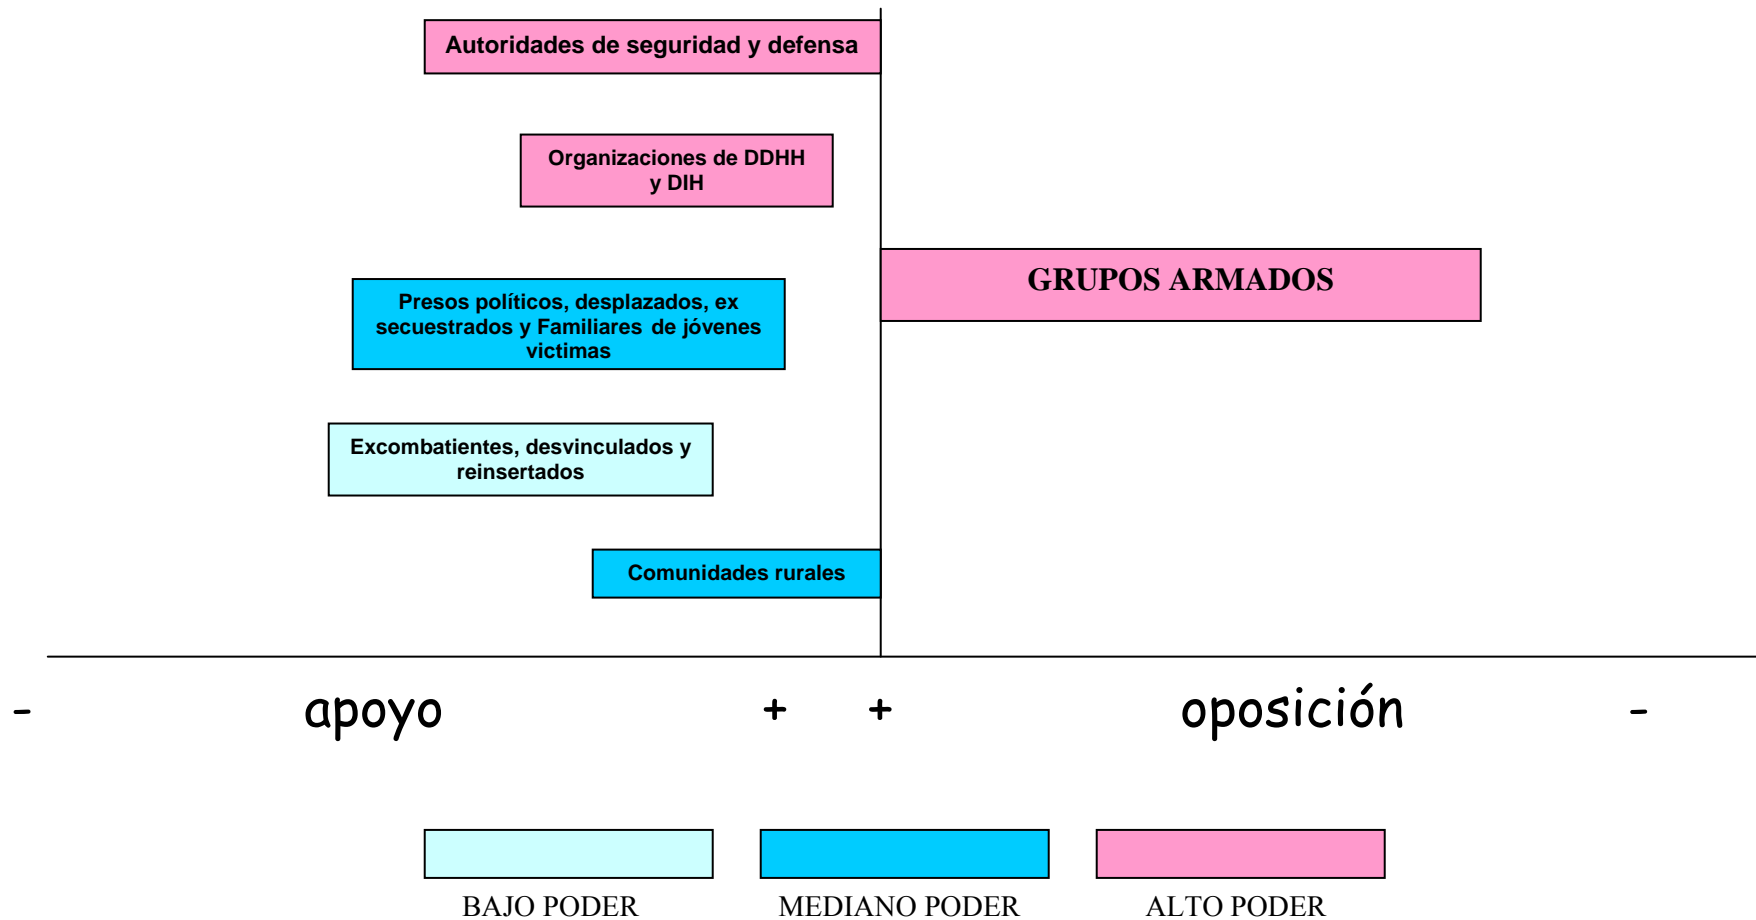 Autoridades de seguridad y defensa
Organizaciones de DDHH
y DIH
GRUPOS ARMADOS
Presos políticos, desplazados, ex
secuestrados y Familiares de jóvenes
victimas
Excombatientes, desvinculados y
reinsertados
Comunidades rurales
- apoyo + + oposición -
BAJO PODER MEDIANO PODER ALTO PODER